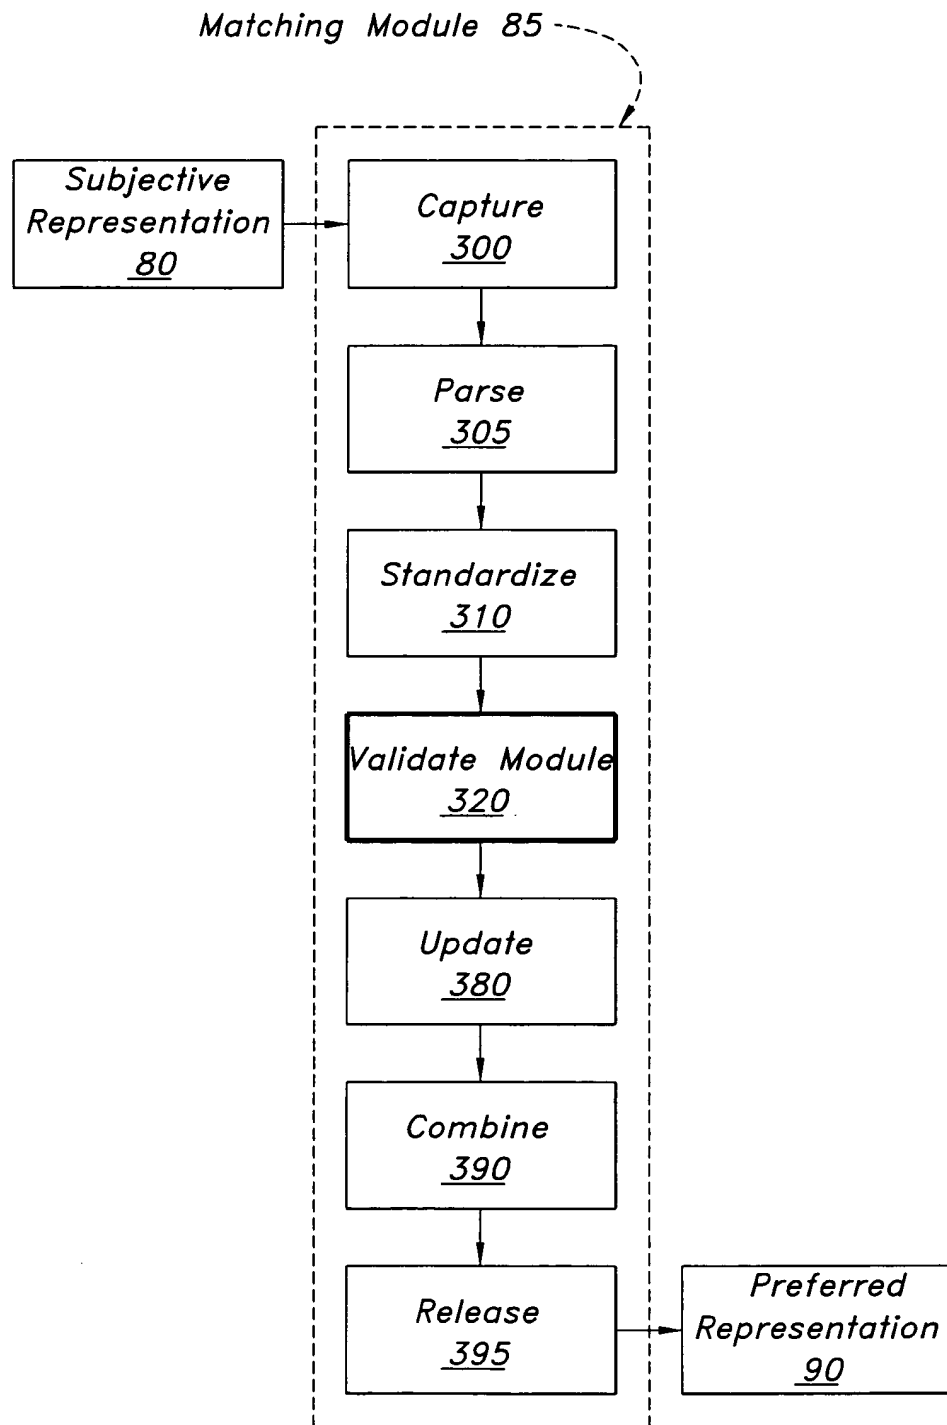 Matching Module 85
Subjective
Representation
80
Capture
300
Parse
305
Standardize
310
Validate Module
320
Update
380
Combine
390
Release
395
Preferred
Representation
90